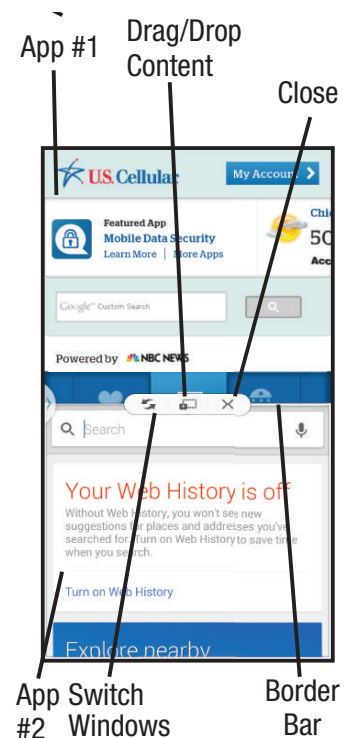 App #1
Drag/Drop
Content
Close
U.S. Cellular
My Account
Featured App
Mobile Data Security
Learn More | More Apps
Chi
50
Acc
Google™ Custom Search
Powered by NBC NEWS
Search
Your Web History is off
Without Web History, you won't see new
suggestions for places and addresses you've
searched for. Turn on Web History to save time
when you search.
Turn on Web History
Explore nearby
App
#2
Switch
Windows
Border
Bar